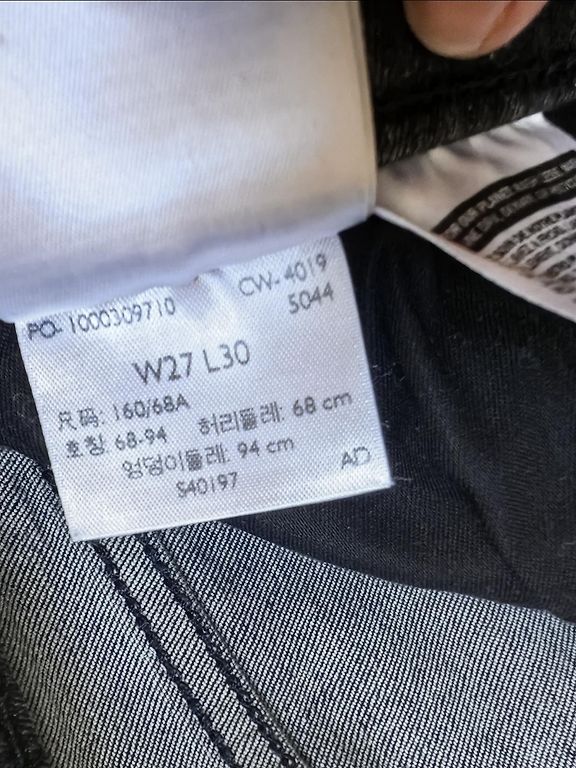 PO- 1000309710
CW- 4019
5044
W27 L30
尺码: 160/68A
호칭 68.94 허리둘레: 68 cm
엉덩이둘레: 94 cm
S40197
AD